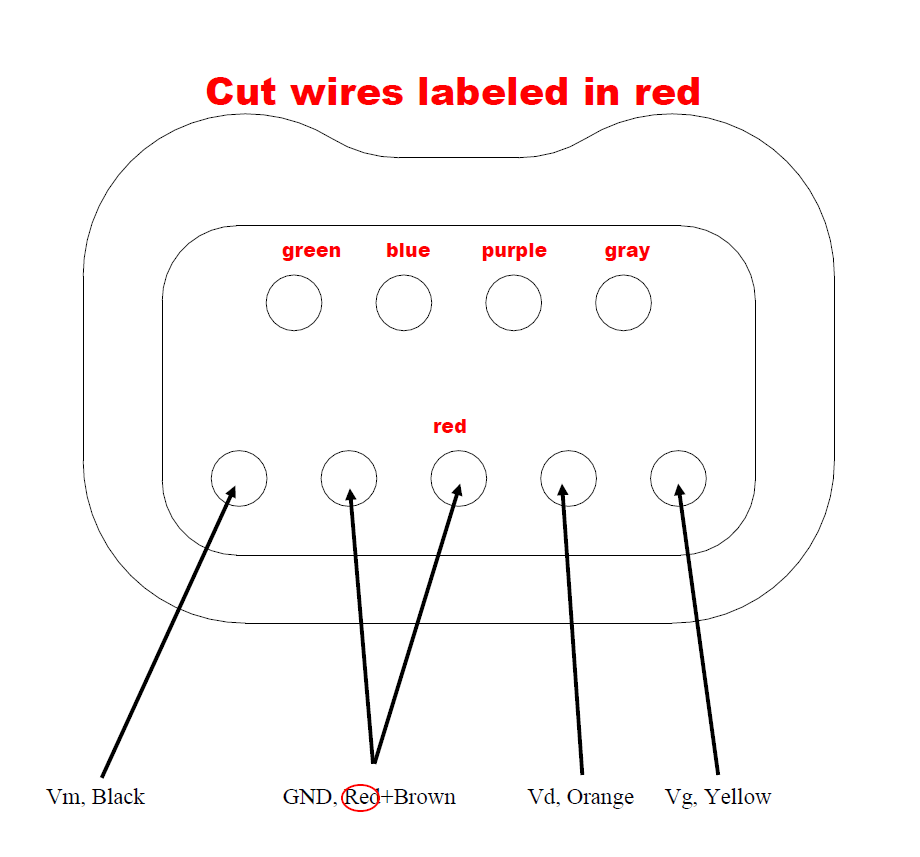 Cut wires labeled in red
green blue purple gray
red
Vm, Black GND, Red+Brown Vd, Orange Vg, Yellow